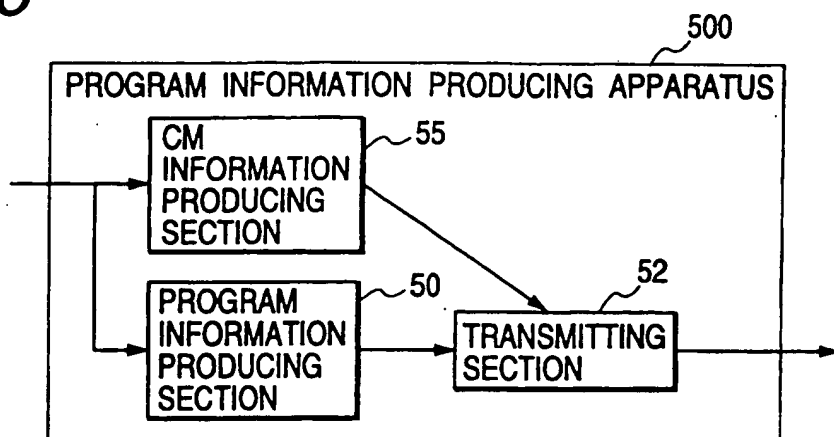 500
PROGRAM INFORMATION PRODUCING APPARATUS
CM
INFORMATION
PRODUCING
SECTION
55
PROGRAM
INFORMATION
PRODUCING
SECTION
50
TRANSMITTING
SECTION
52